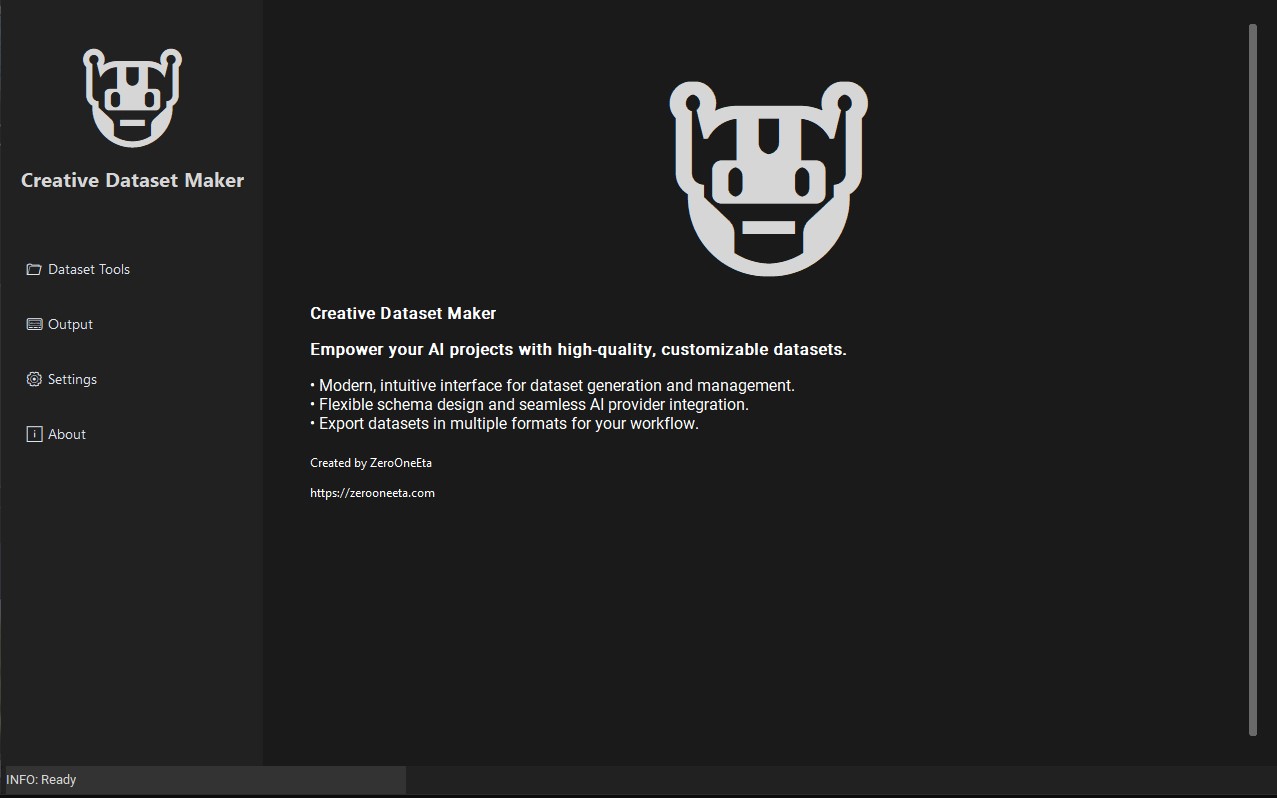 Creative Dataset Maker
Dataset Tools
Output
Settings
About
Creative Dataset Maker
Empower your AI projects with high-quality, customizable datasets.
• Modern, intuitive interface for dataset generation and management.
• Flexible schema design and seamless AI provider integration.
• Export datasets in multiple formats for your workflow.
Created by ZeroOneEta
https://zerooneeta.com
INFO: Ready